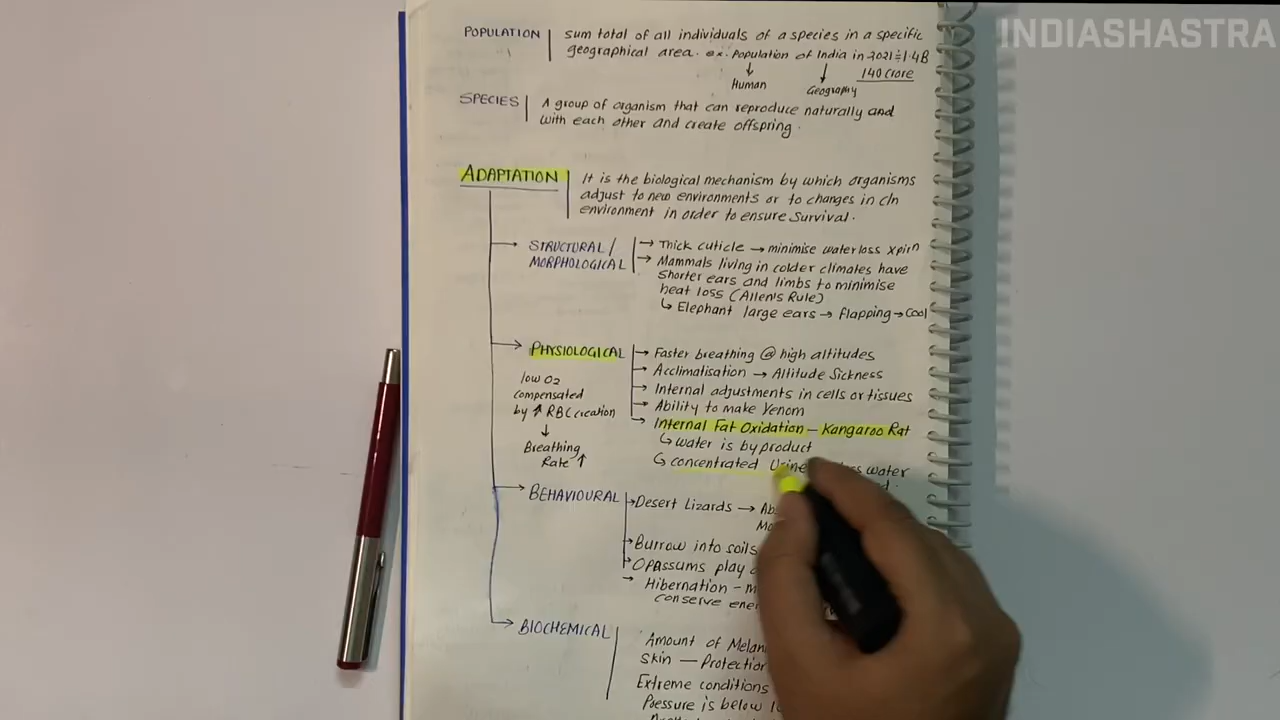 INDIASHASTRA
POPULATION
sum total of all individuals of a species in a specific
geographical area. ex. Population of India in 2021 ÷ 1.4B
140 Crore
Human
Geography
SPECIES
A group of organism that can reproduce naturally and
with each other and create offspring.
ADAPTATION
It is the biological mechanism by which organisms
adjust to new environments or to changes in c/n
environment in order to ensure Survival.
STRUCTURAL /
MORPHOLOGICAL
→ Thick cuticle → minimise waterloss xpirn
→ Mammals living in colder climates have
shorter ears and limbs to minimise
heat loss (Allen's Rule)
↳ Elephant large ears → flapping → cool
PHYSIOLOGICAL
→ Faster breathing @ high altitudes
→ Acclimatisation → Altitude Sickness
→ Internal adjustments in cells or tissues
→ Ability to make Venom
→ Internal Fat Oxidation – Kangaroo Rat
↳ water is by product
↳ concentrated Urine water
low O2
compensated
by ↑ RBC creation
↓
Breathing
Rate ↑
BEHAVIOURAL
→ Desert Lizards →
→ Burrow into soils
→ Opassums play
→ Hibernation –
conserve
BIOCHEMICAL
Amount of
skin — Protection
Extreme conditions
Pressure is below